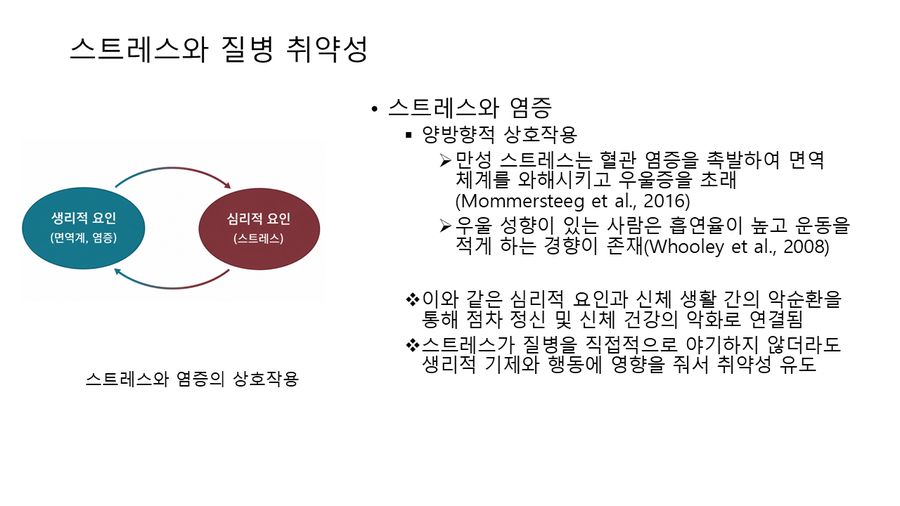 스트레스와 질병 취약성
생리적 요인
(면역계, 염증)
심리적 요인
(스트레스)
스트레스와 염증의 상호작용
• 스트레스와 염증
▪ 양방향적 상호작용
➢만성 스트레스는 혈관 염증을 촉발하여 면역
체계를 와해시키고 우울증을 초래
(Mommersteeg et al., 2016)
➢우울 성향이 있는 사람은 흡연율이 높고 운동을
적게 하는 경향이 존재(Whooley et al., 2008)
❖이와 같은 심리적 요인과 신체 생활 간의 악순환을
통해 점차 정신 및 신체 건강의 악화로 연결됨
❖스트레스가 질병을 직접적으로 야기하지 않더라도
생리적 기제와 행동에 영향을 줘서 취약성 유도